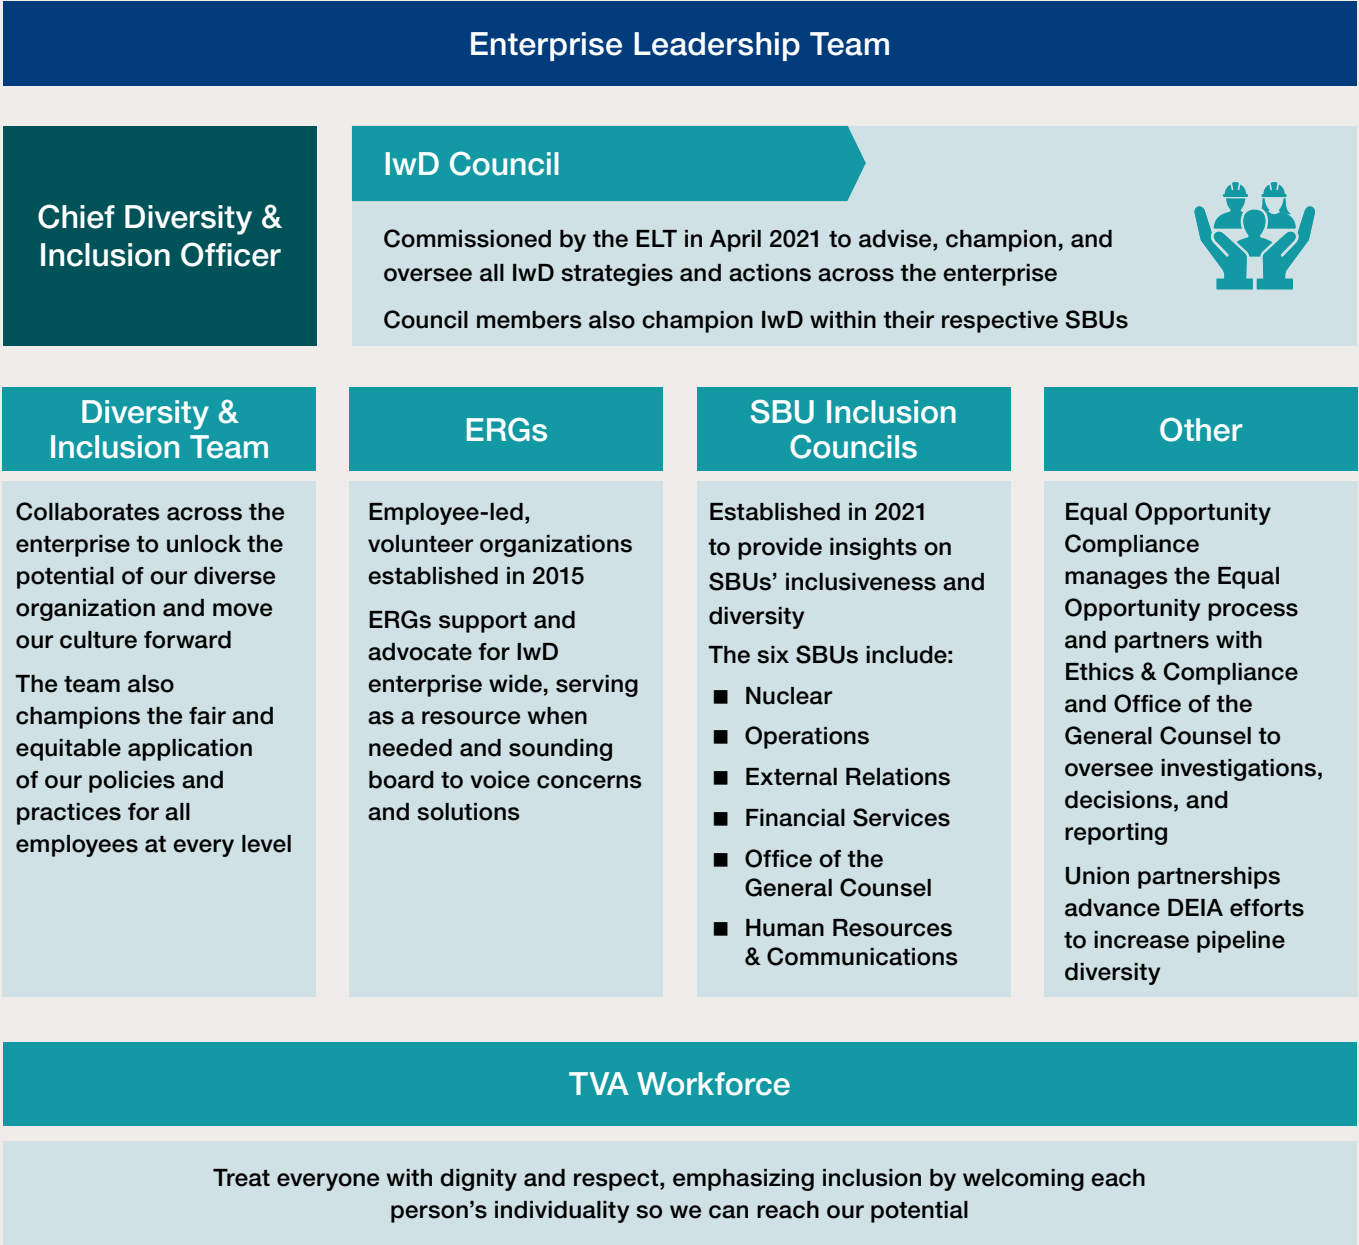 Enterprise Leadership Team
Chief Diversity &
Inclusion Officer
IwD Council
Commissioned by the ELT in April 2021 to advise, champion, and
oversee all IwD strategies and actions across the enterprise
Council members also champion IwD within their respective SBUs
Diversity &
Inclusion Team
Collaborates across the
enterprise to unlock the
potential of our diverse
organization and move
our culture forward
The team also
champions the fair and
equitable application
of our policies and
practices for all
employees at every level
ERGs
Employee-led,
volunteer organizations
established in 2015
ERGs support and
advocate for IwD
enterprise wide, serving
as a resource when
needed and sounding
board to voice concerns
and solutions
SBU Inclusion
Councils
Established in 2021
to provide insights on
SBUs’ inclusiveness and
diversity
The six SBUs include:
■ Nuclear
■ Operations
■ External Relations
■ Financial Services
■ Office of the
General Counsel
■ Human Resources
& Communications
Other
Equal Opportunity
Compliance
manages the Equal
Opportunity process
and partners with
Ethics & Compliance
and Office of the
General Counsel to
oversee investigations,
decisions, and
reporting
Union partnerships
advance DEIA efforts
to increase pipeline
diversity
TVA Workforce
Treat everyone with dignity and respect, emphasizing inclusion by welcoming each
person’s individuality so we can reach our potential